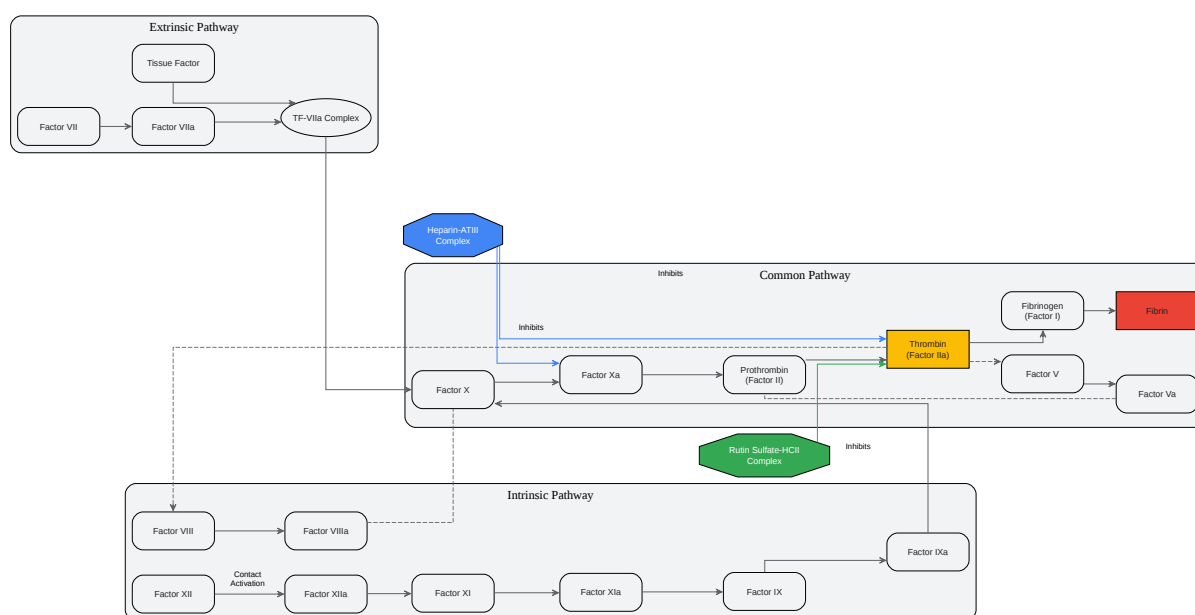 Extrinsic Pathway
Tissue Factor
Factor VII
Factor VIIa
TF-VIIa Complex
Heparin-ATIII
Complex
Inhibits
Common Pathway
Inhibits
Fibrinogen
(Factor I)
Fibrin
Thrombin
(Factor IIa)
Factor X
Factor Xa
Prothrombin
(Factor II)
Factor V
Factor Va
Rutin Sulfate-HCII
Complex
Inhibits
Intrinsic Pathway
Factor VIII
Factor VIIIa
Factor IXa
Factor XII
Contact
Activation
Factor XIIa
Factor XI
Factor XIa
Factor IX